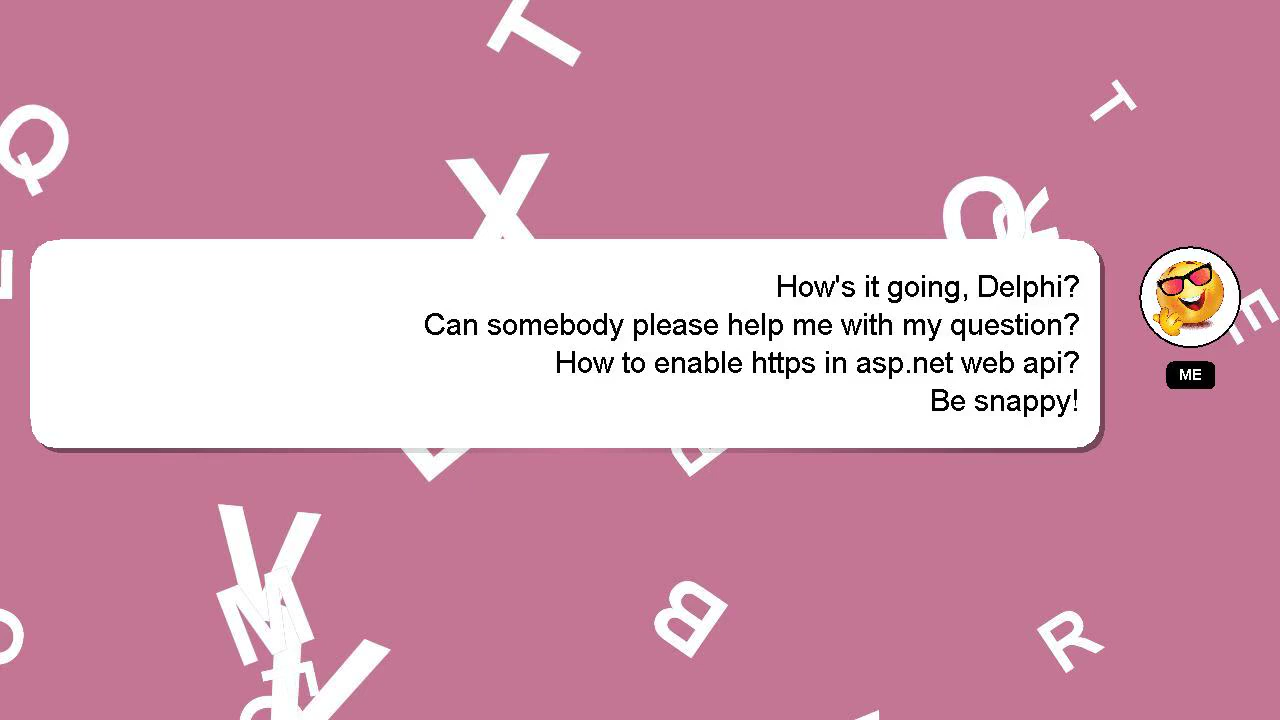 How's it going, Delphi?
Can somebody please help me with my question?
How to enable https in asp.net web api?
Be snappy!
ME
T
T
Q
X
Q
E
B
V
M
V
B
R